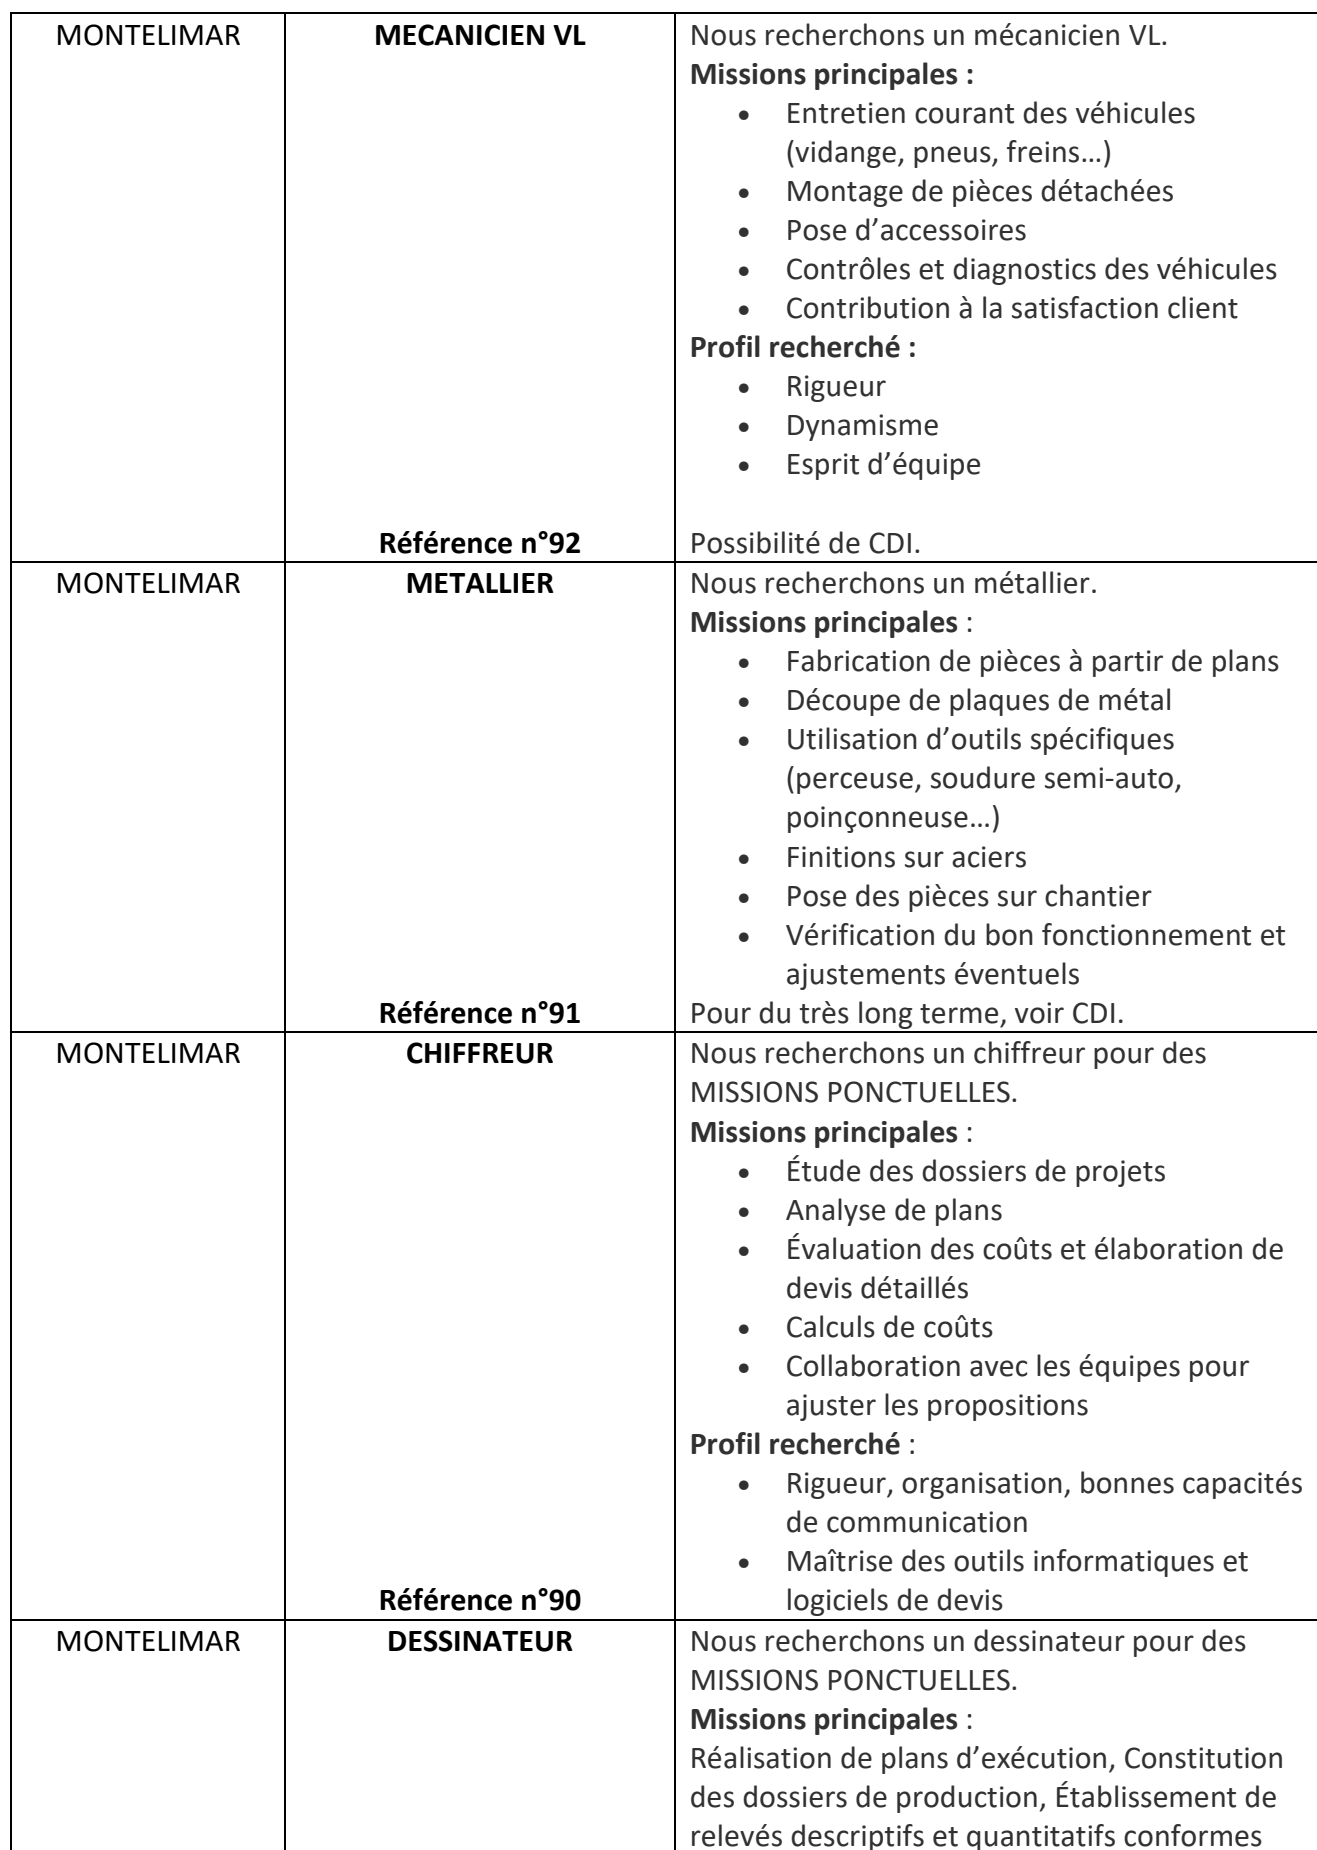 MONTELIMAR
MECANICIEN VL
Référence n°92
Nous recherchons un mécanicien VL.
Missions principales :
• Entretien courant des véhicules
(vidange, pneus, freins…)
• Montage de pièces détachées
• Pose d’accessoires
• Contrôles et diagnostics des véhicules
• Contribution à la satisfaction client
Profil recherché :
• Rigueur
• Dynamisme
• Esprit d’équipe
Possibilité de CDI.
MONTELIMAR
METALLIER
Référence n°91
Nous recherchons un métallier.
Missions principales :
• Fabrication de pièces à partir de plans
• Découpe de plaques de métal
• Utilisation d’outils spécifiques
(perceuse, soudure semi-auto,
poinçonneuse…)
• Finitions sur aciers
• Pose des pièces sur chantier
• Vérification du bon fonctionnement et
ajustements éventuels
Pour du très long terme, voir CDI.
MONTELIMAR
CHIFFREUR
Référence n°90
Nous recherchons un chiffreur pour des
MISSIONS PONCTUELLES.
Missions principales :
• Étude des dossiers de projets
• Analyse de plans
• Évaluation des coûts et élaboration de
devis détaillés
• Calculs de coûts
• Collaboration avec les équipes pour
ajuster les propositions
Profil recherché :
• Rigueur, organisation, bonnes capacités
de communication
• Maîtrise des outils informatiques et
logiciels de devis
MONTELIMAR
DESSINATEUR
Nous recherchons un dessinateur pour des
MISSIONS PONCTUELLES.
Missions principales :
Réalisation de plans d’exécution, Constitution
des dossiers de production, Établissement de
relevés descriptifs et quantitatifs conformes